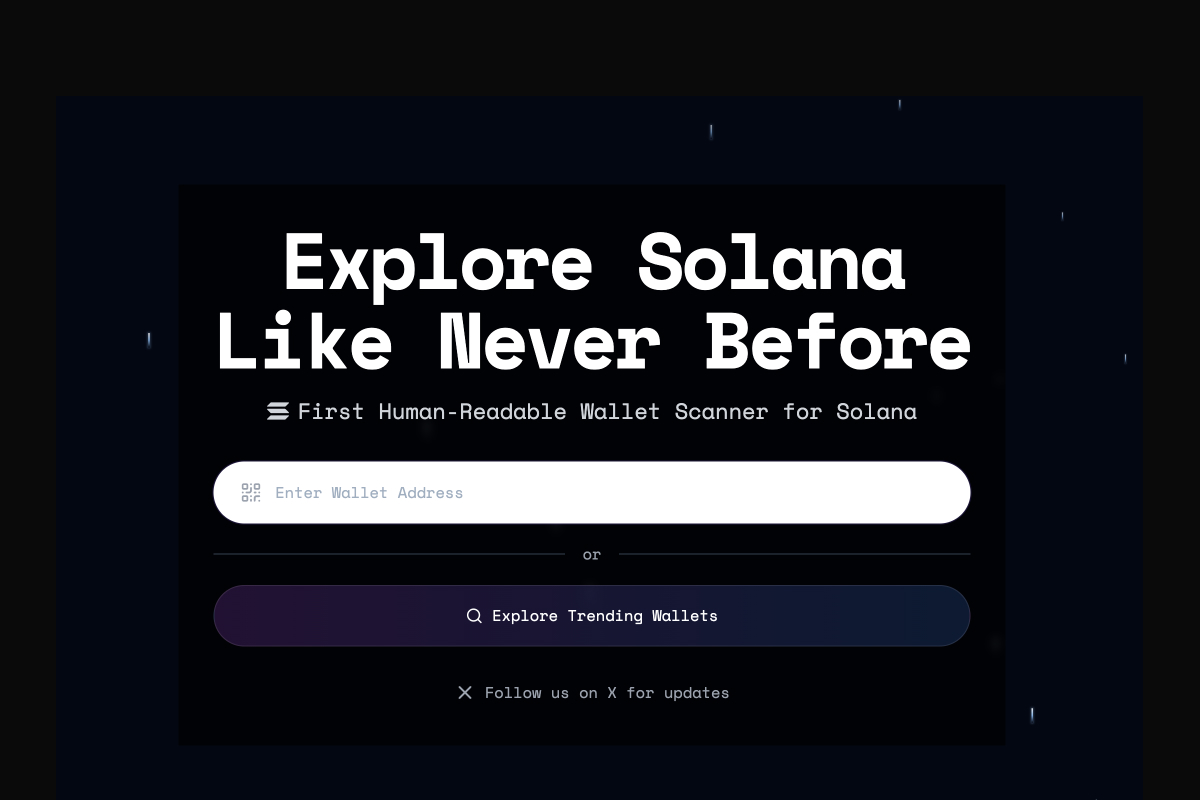 Explore Solana
Like Never Before
First Human-Readable Wallet Scanner for Solana
Enter Wallet Address
or
Explore Trending Wallets
Follow us on X for updates